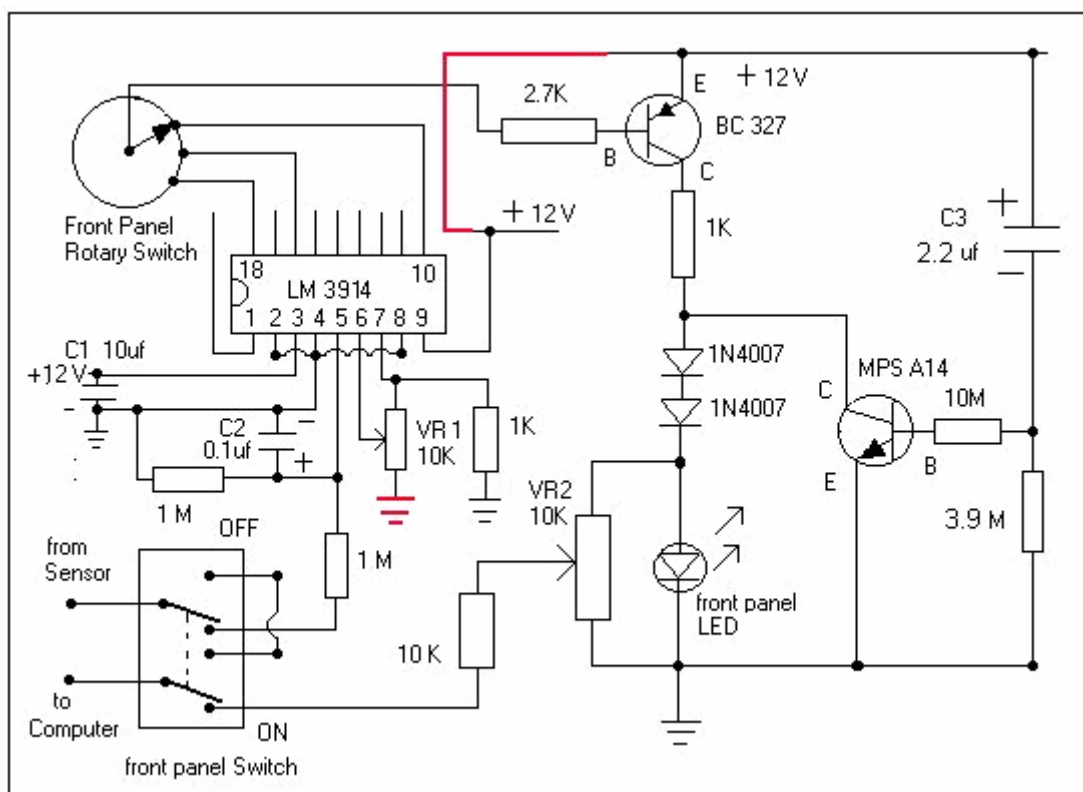 + 12 V
E
2.7K
BC 327
B
C
Front Panel
Rotary Switch
+ 12 V
1K
C3
+
2.2 uf
-
18
10
LM 3914
1 2 3 4 5 6 7 8 9
C1 10uf
+12 V
-
1N4007
MPS A14
1N4007
C
10M
C2
-
0.1uf
+
VR 1
10K
1K
E
B
VR2
10K
3.9 M
1 M
OFF
from
Sensor
1 M
front panel
LED
10 K
to
Computer
ON
front panel Switch